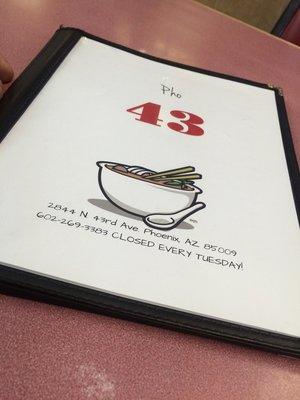 Pho
43
2844 N. 43rd Ave. Phoenix, AZ 85009
602-269-3383 CLOSED EVERY TUESDAY!